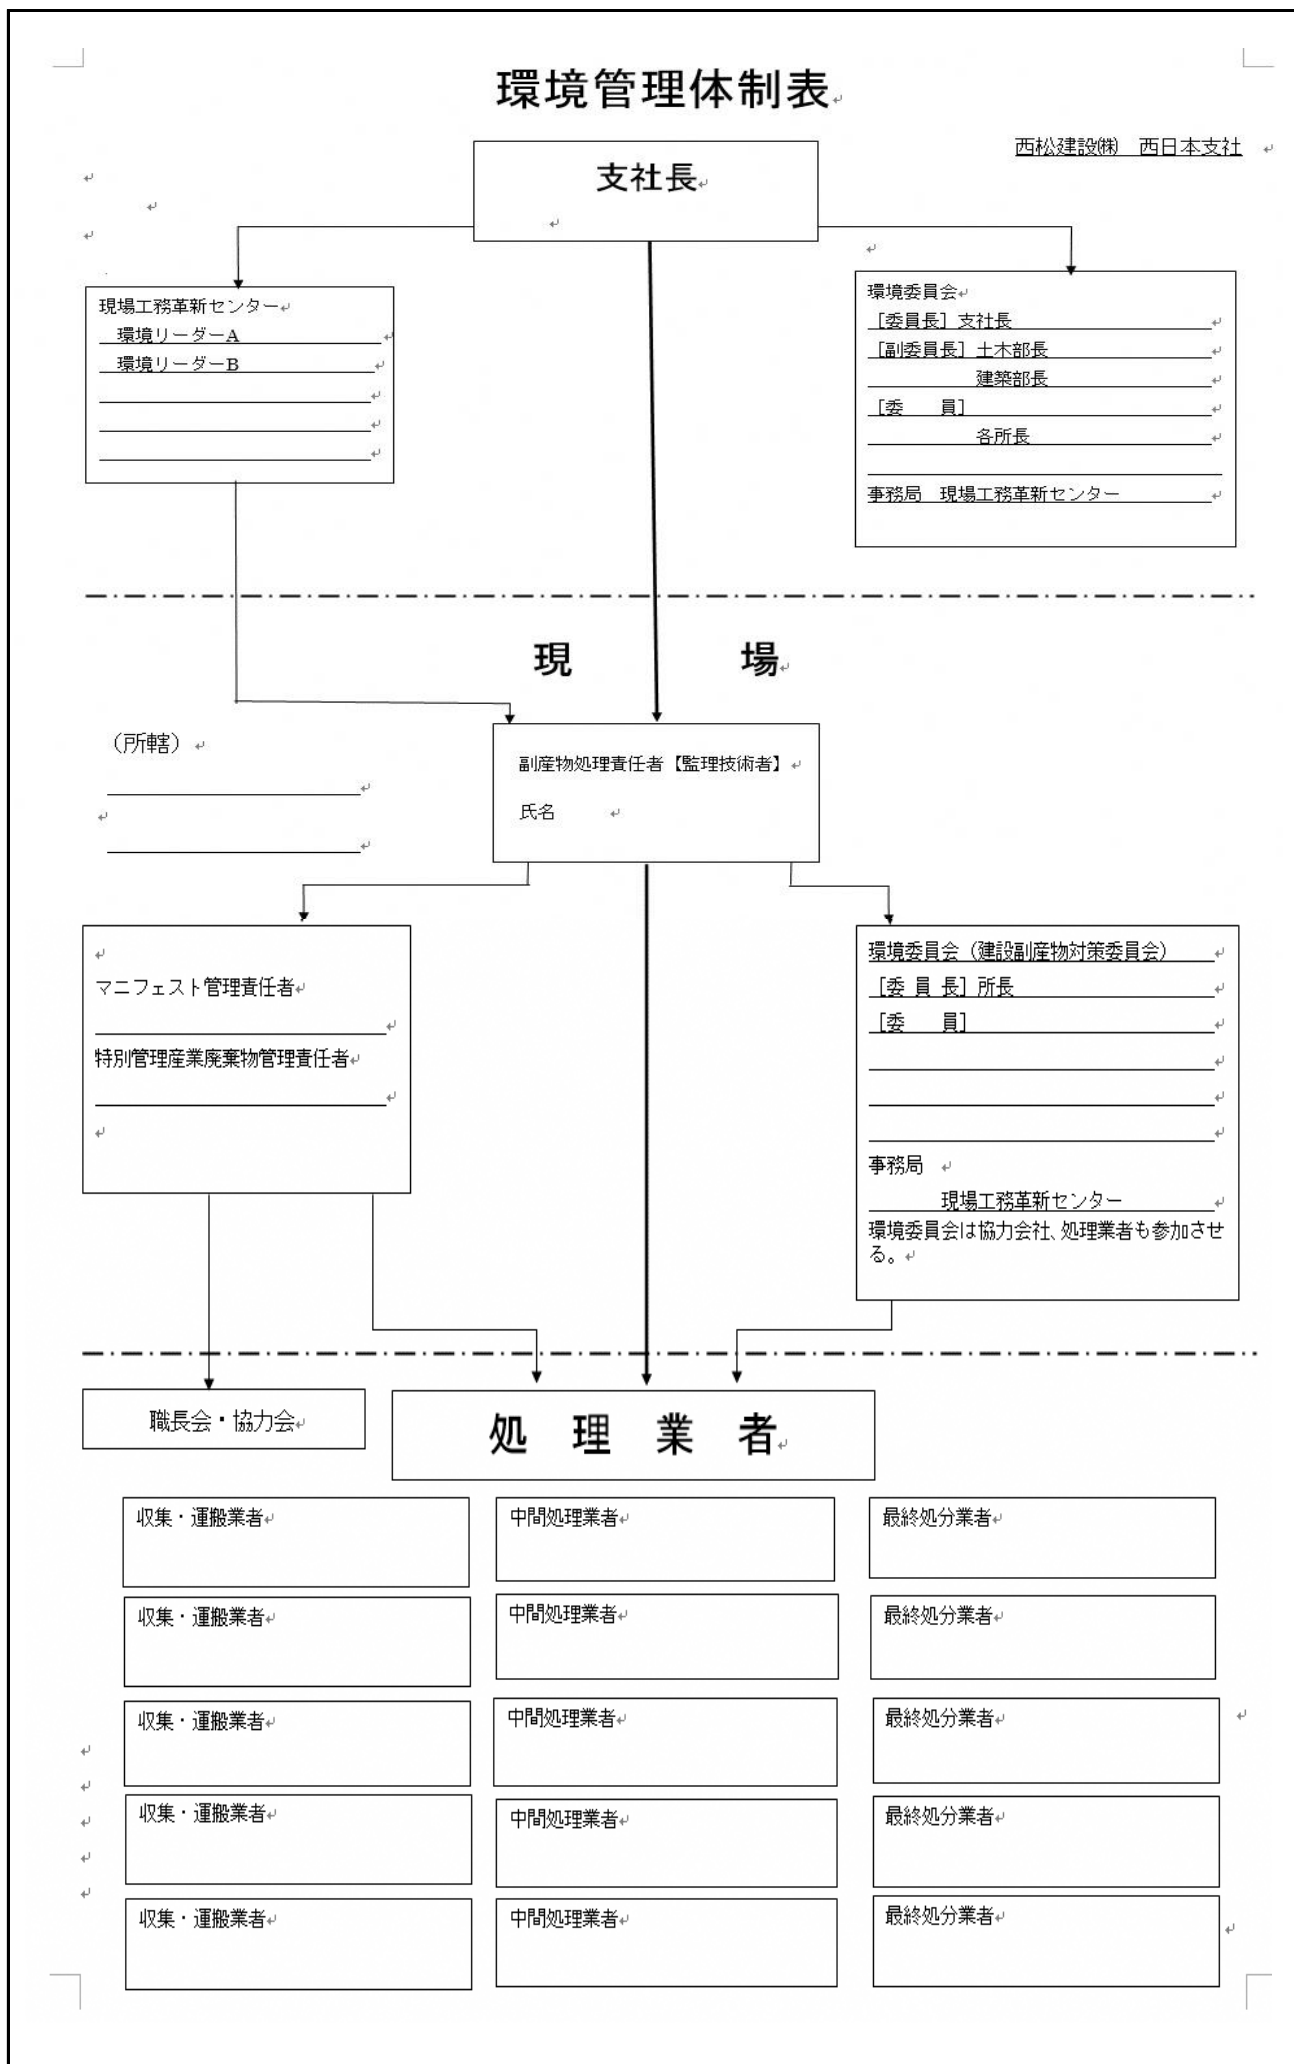 環境管理体制表
西松建設㈱　西日本支社
支社長
現場工務革新センター
環境リーダーA
環境リーダーB
環境委員会
［委員長］支社長
［副委員長］土木部長
建築部長
［委　　員］
各所長
事務局　現場工務革新センター
現　　　　場
（所轄）
副産物処理責任者【監理技術者】
氏名
マニフェスト管理責任者
特別管理産業廃棄物管理責任者
環境委員会（建設副産物対策委員会）
［委 員 長］所長
［委　　員］
事務局
現場工務革新センター
環境委員会は協力会社、処理業者も参加させ
る。
職長会・協力会
処　理　業　者
収集・運搬業者
中間処理業者
最終処分業者
収集・運搬業者
中間処理業者
最終処分業者
収集・運搬業者
中間処理業者
最終処分業者
収集・運搬業者
中間処理業者
最終処分業者
収集・運搬業者
中間処理業者
最終処分業者